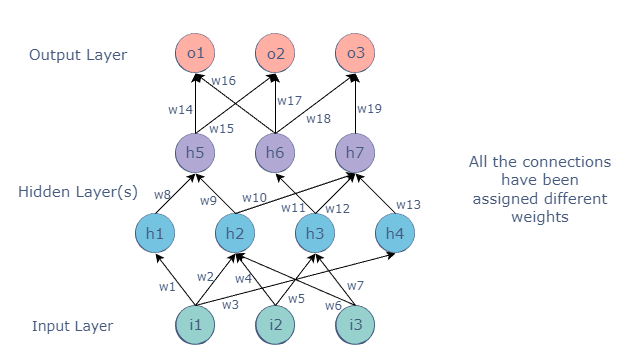 Output Layer
o1 o2 o3
w16
w14 w17 w19
w15 w18
h5 h6 h7
Hidden Layer(s)
w8 w9 w10 w11 w12 w13
h1 h2 h3 h4
w1 w2 w4 w5 w7
w3 w6
Input Layer
i1 i2 i3
All the connections
have been
assigned different
weights